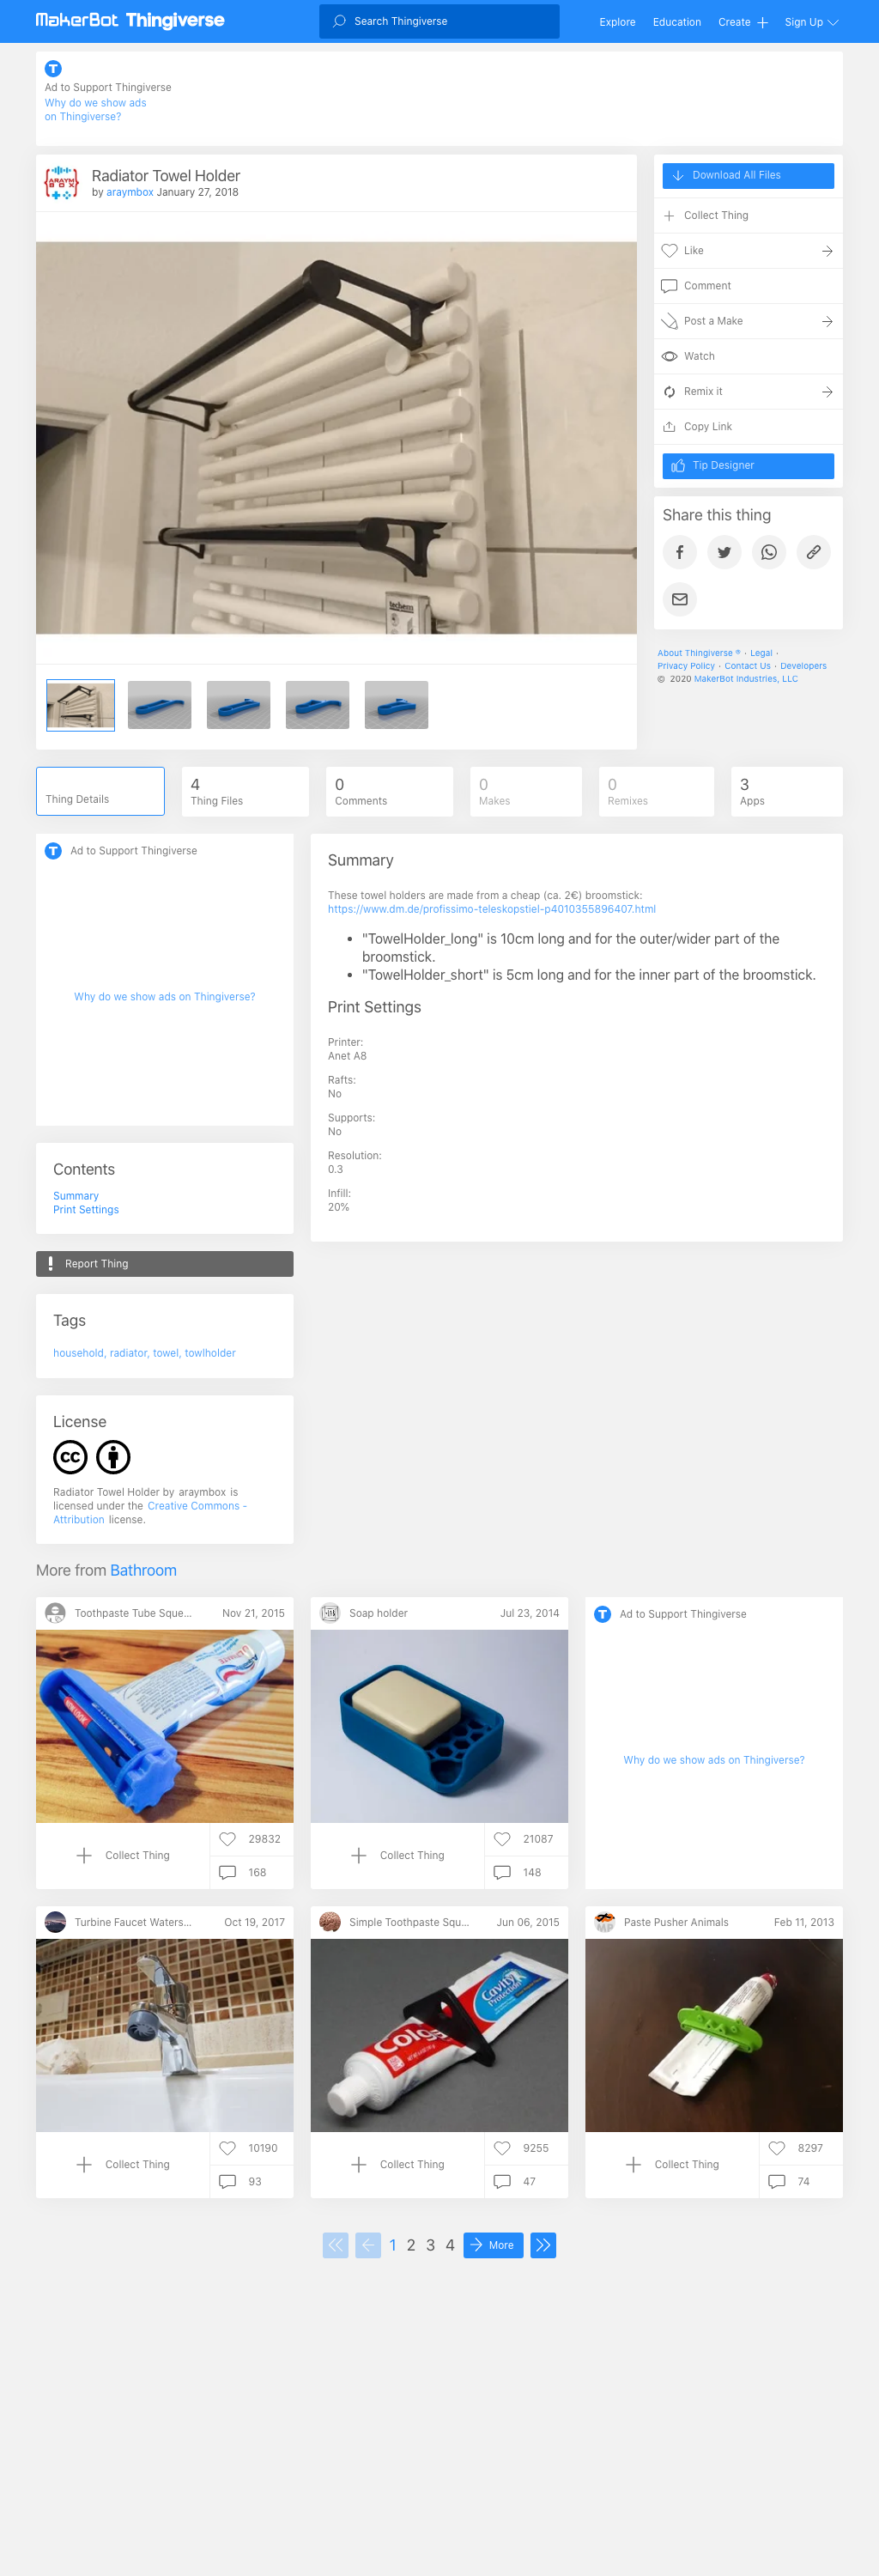 MakerBot Thingiverse
Search Thingiverse
Explore
Education
Create
Sign Up
Ad to Support Thingiverse
Why do we show ads
on Thingiverse?
ARAYM
BOX
Radiator Towel Holder
by araymbox January 27, 2018
techem
Download All Files
Collect Thing
Like
Comment
Post a Make
Watch
Remix it
Copy Link
Tip Designer
Share this thing
About Thingiverse ® · Legal ·
Privacy Policy · Contact Us · Developers
© 2020 MakerBot Industries, LLC
Thing Details
4
Thing Files
0
Comments
0
Makes
0
Remixes
3
Apps
Ad to Support Thingiverse
Why do we show ads on Thingiverse?
Contents
Summary
Print Settings
Report Thing
Tags
household, radiator, towel, towlholder
License
cc
Radiator Towel Holder by araymbox is
licensed under the Creative Commons -
Attribution license.
Summary
These towel holders are made from a cheap (ca. 2€) broomstick:
https://www.dm.de/profissimo-teleskopstiel-p4010355896407.html
• "TowelHolder_long" is 10cm long and for the outer/wider part of the
broomstick.
• "TowelHolder_short" is 5cm long and for the inner part of the broomstick.
Print Settings
Printer:
Anet A8
Rafts:
No
Supports:
No
Resolution:
0.3
Infill:
20%
More from Bathroom
Toothpaste Tube Sque...
Nov 21, 2015
Collect Thing
29832
168
Soap holder
Jul 23, 2014
Collect Thing
21087
148
Ad to Support Thingiverse
Why do we show ads on Thingiverse?
Turbine Faucet Waters...
Oct 19, 2017
Collect Thing
10190
93
Simple Toothpaste Squ...
Jun 06, 2015
Cavity
Protection
Colg
Collect Thing
9255
47
Paste Pusher Animals
Feb 11, 2013
Collect Thing
8297
74
1 2 3 4
More